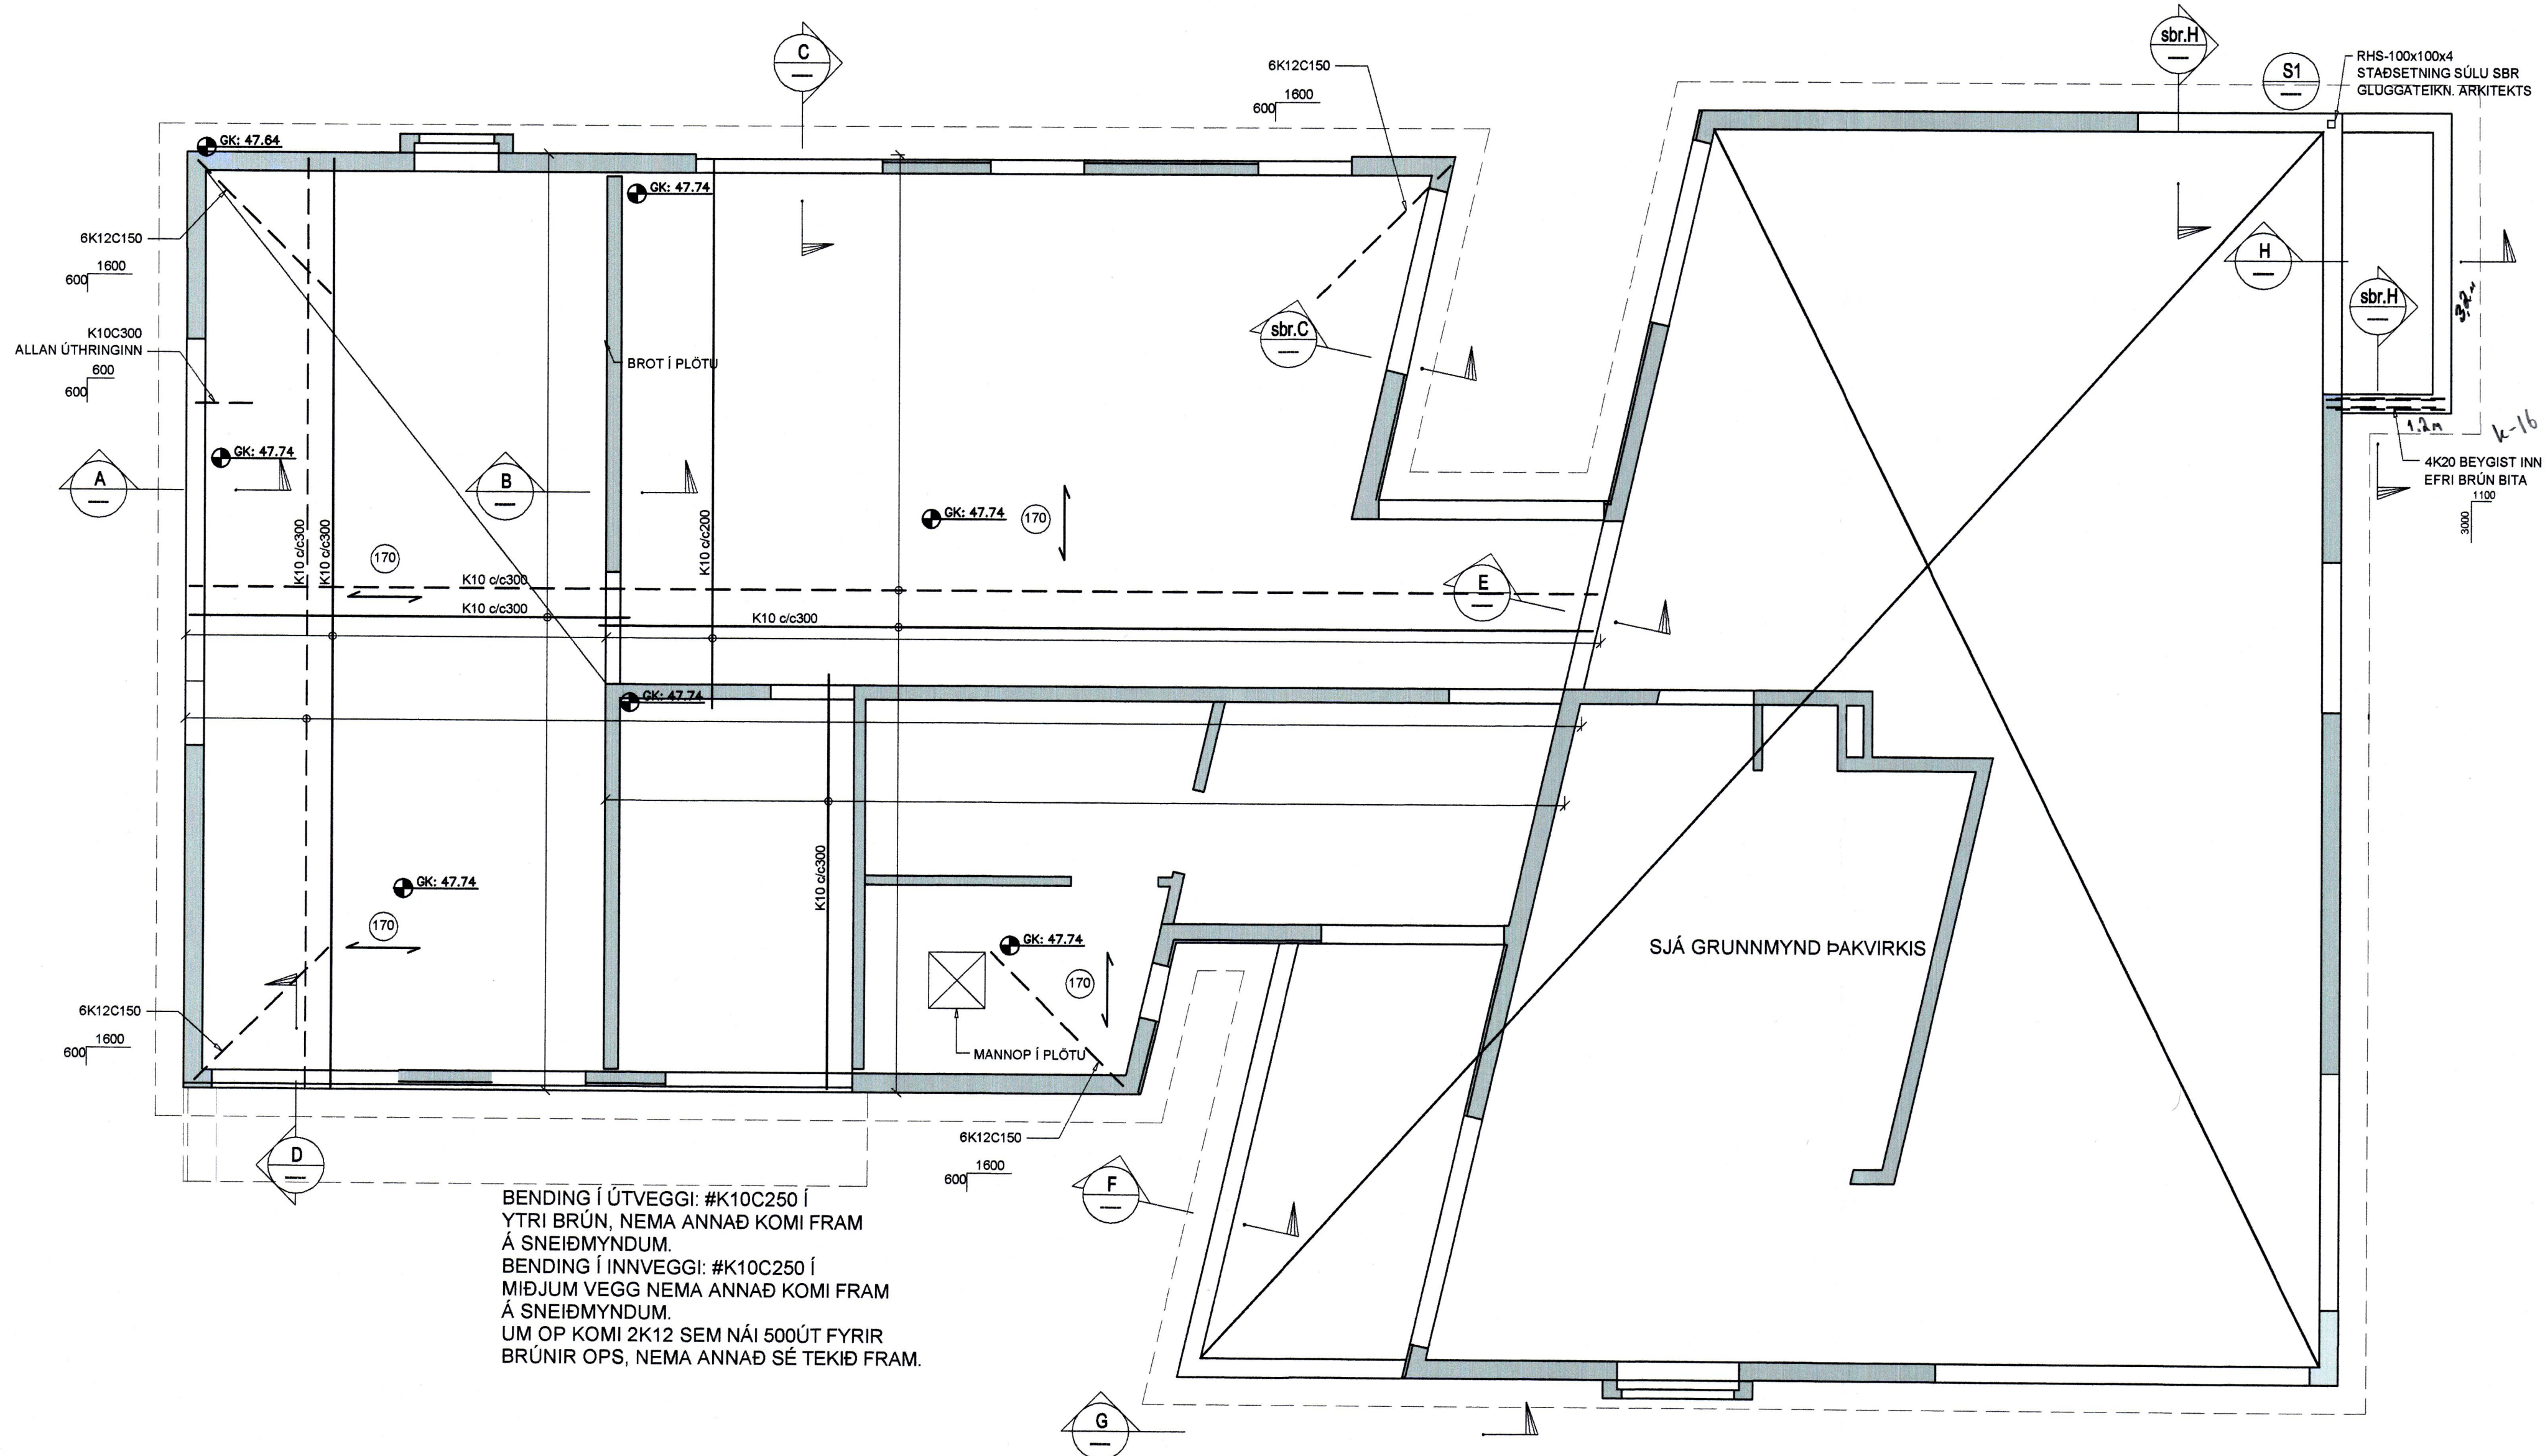 C
6K12C150
1600
600
sbr.H
S1
RHS-100x100x4
STAÐSETNING SÚLU SBR
GLUGGATEIKN. ARKITEKTS
GK: 47.64
GK: 47.74
6K12C150
1600
600
H
sbr.H
3.2 m
sbr.C
K10C300
ALLAN ÚTHRINGINN
600
600
BROT Í PLÖTU
1.2m
k-16
4K20 BEYGIST INN
EFRI BRÚN BITA
1100
3000
GK: 47.74
A
B
GK: 47.74
170
K10 c/c300
K10 c/c300
K10 c/c200
170
K10 c/c300
K10 c/c300
K10 c/c300
E
GK: 47.74
K10 c/c300
GK: 47.74
170
GK: 47.74
170
SJÁ GRUNNMYND ÞAKVIRKIS
6K12C150
1600
600
MANNOP Í PLÖTU
6K12C150
1600
600
D
F
BENDING Í ÚTVEGGI: #K10C250 Í
YTRI BRÚN, NEMA ANNAÐ KOMI FRAM
Á SNEIÐMYNDUM.
BENDING Í INNVEGGI: #K10C250 Í
MIÐJUM VEGG NEMA ANNAÐ KOMI FRAM
Á SNEIÐMYNDUM.
UM OP KOMI 2K12 SEM NÁI 500ÚT FYRIR
BRÚNIR OPS, NEMA ANNAÐ SÉ TEKIÐ FRAM.
G